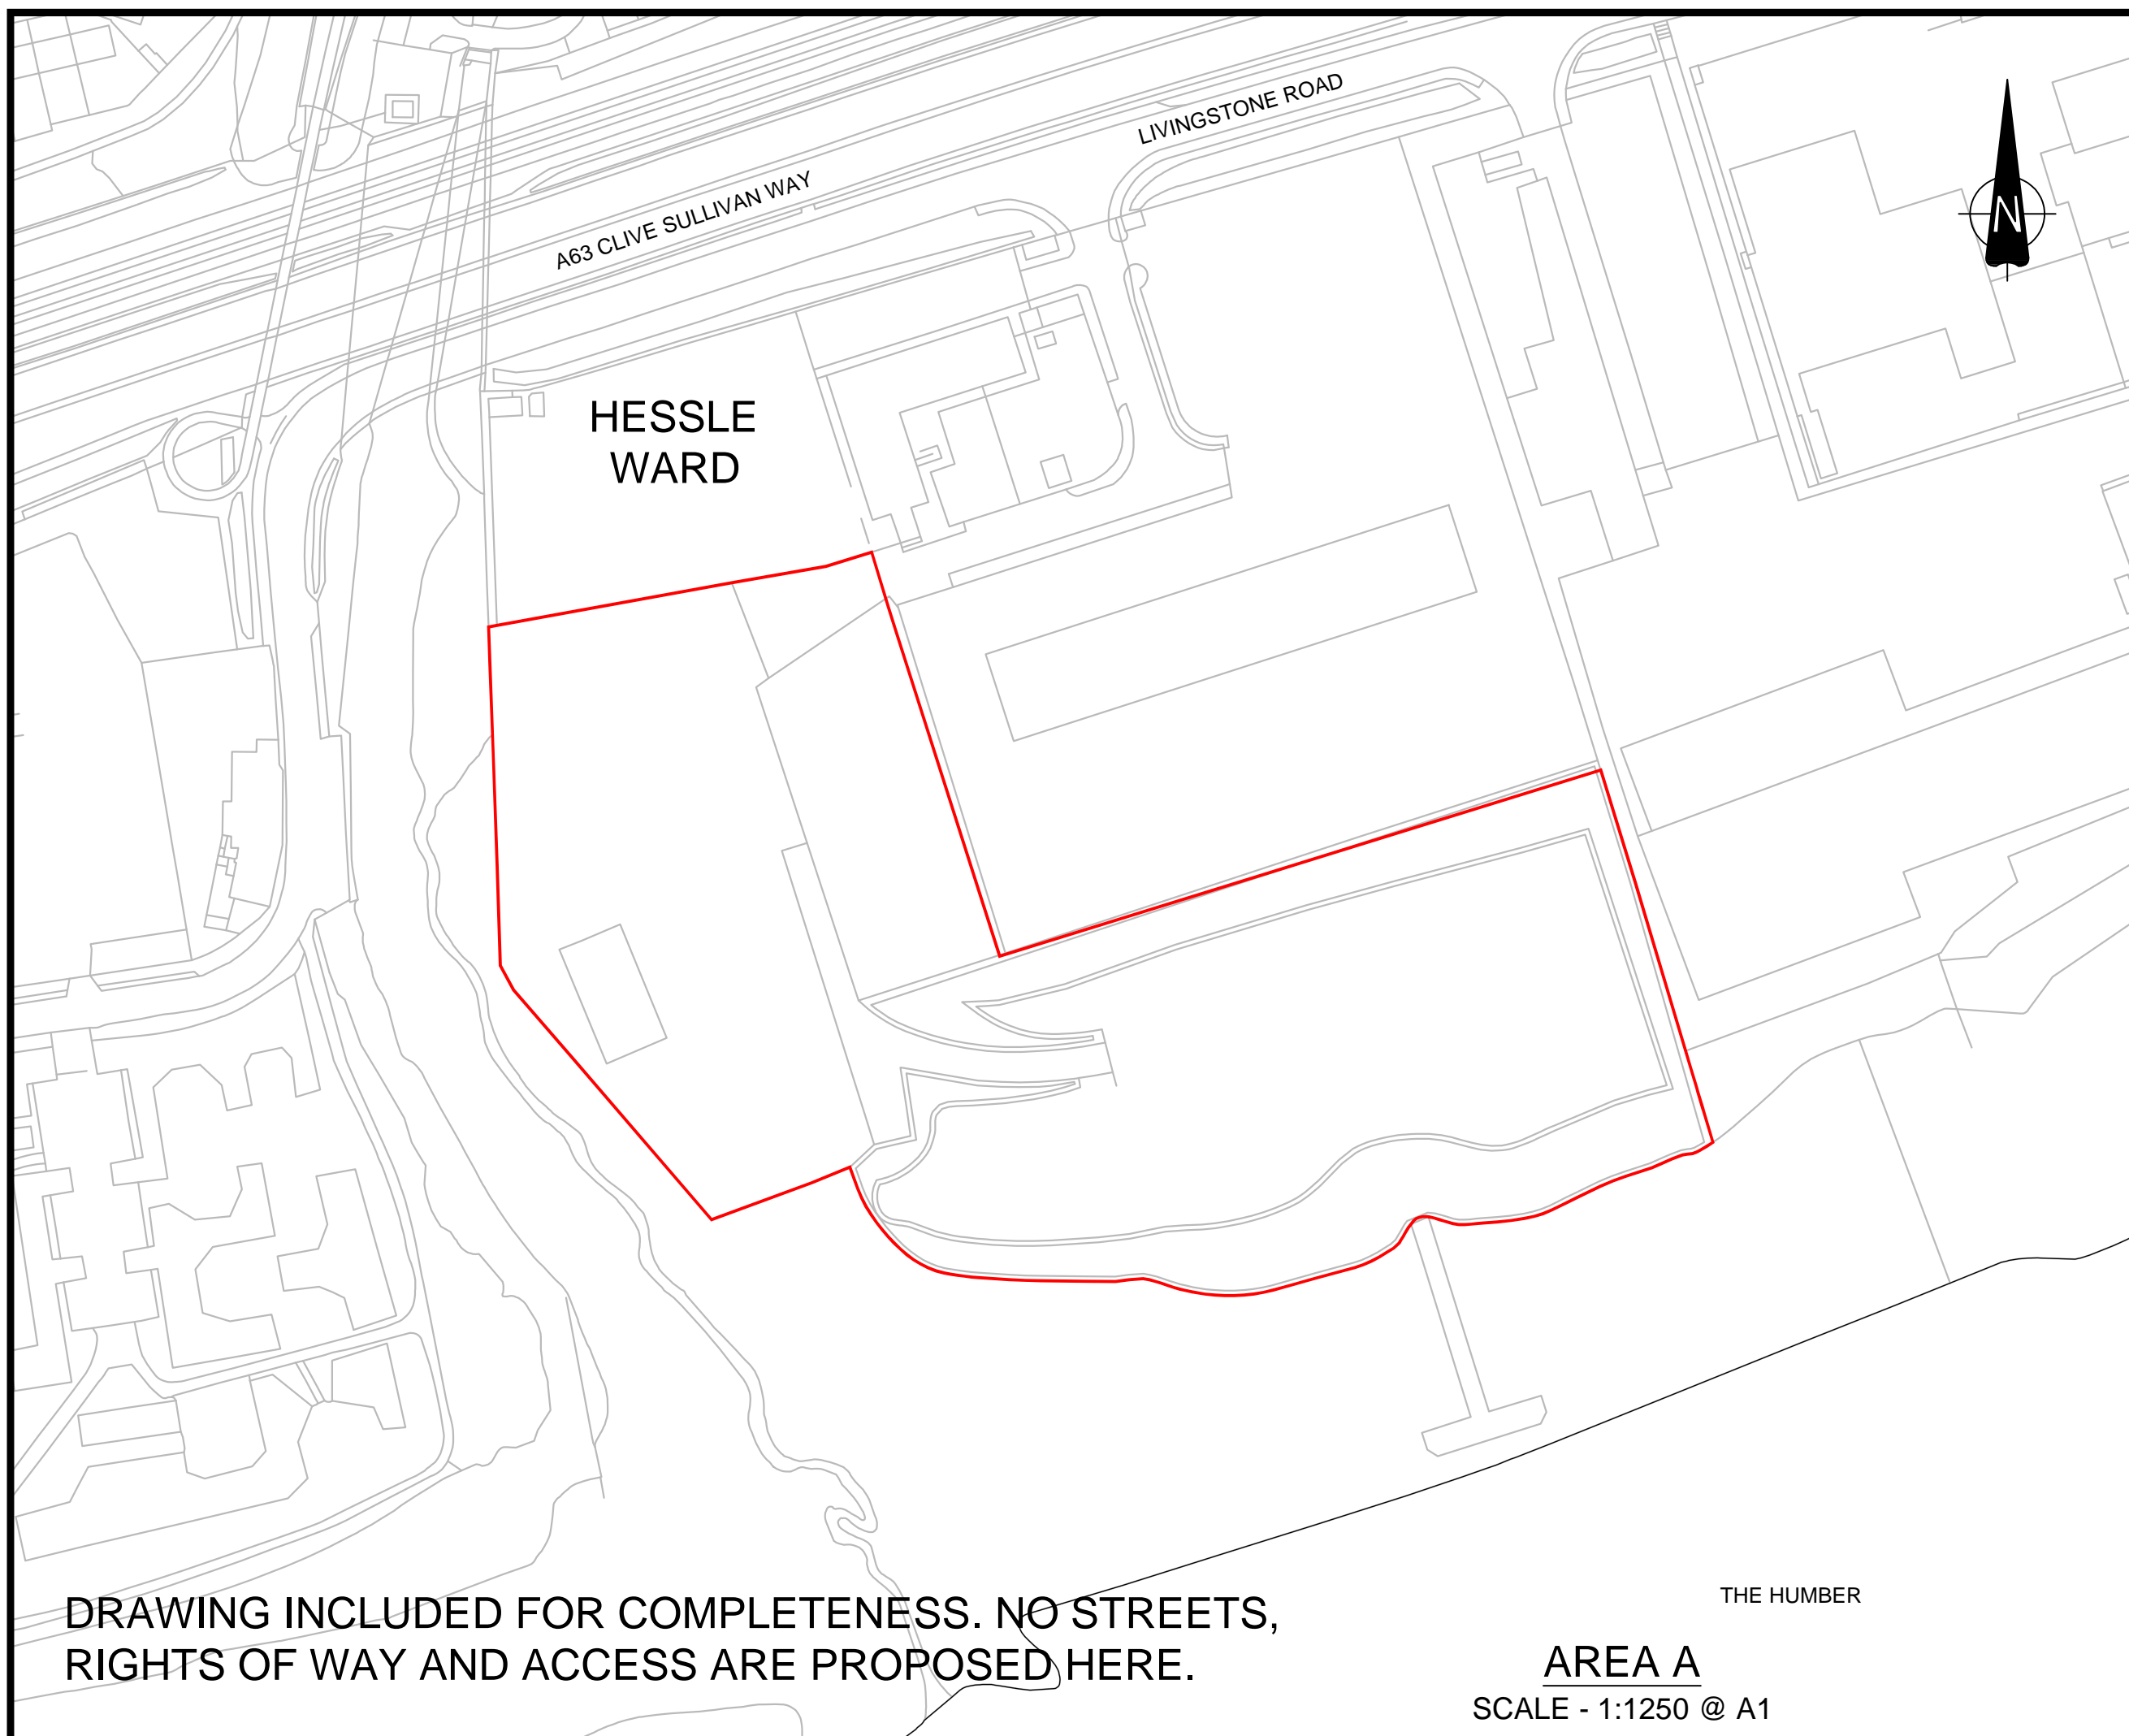 LIVINGSTONE ROAD
A63 CLIVE SULLIVAN WAY
N
HESSLE
WARD
DRAWING INCLUDED FOR COMPLETENESS. NO STREETS,
RIGHTS OF WAY AND ACCESS ARE PROPOSED HERE.
THE HUMBER
AREA A
SCALE - 1:1250 @ A1